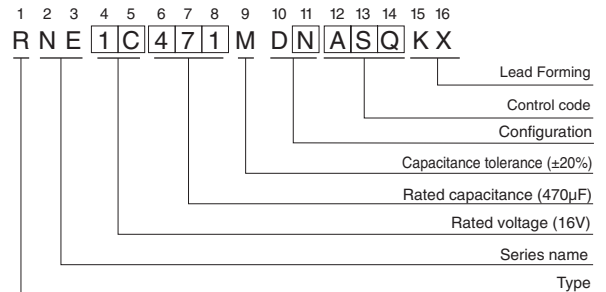 1 2 3 4 5 6 7 8 9 10 11 12 13 14 15 16
R N E 1 C 4 7 1 M D N A S Q K X
Lead Forming
Control code
Configuration
Capacitance tolerance (±20%)
Rated capacitance (470µF)
Rated voltage (16V)
Series name
Type